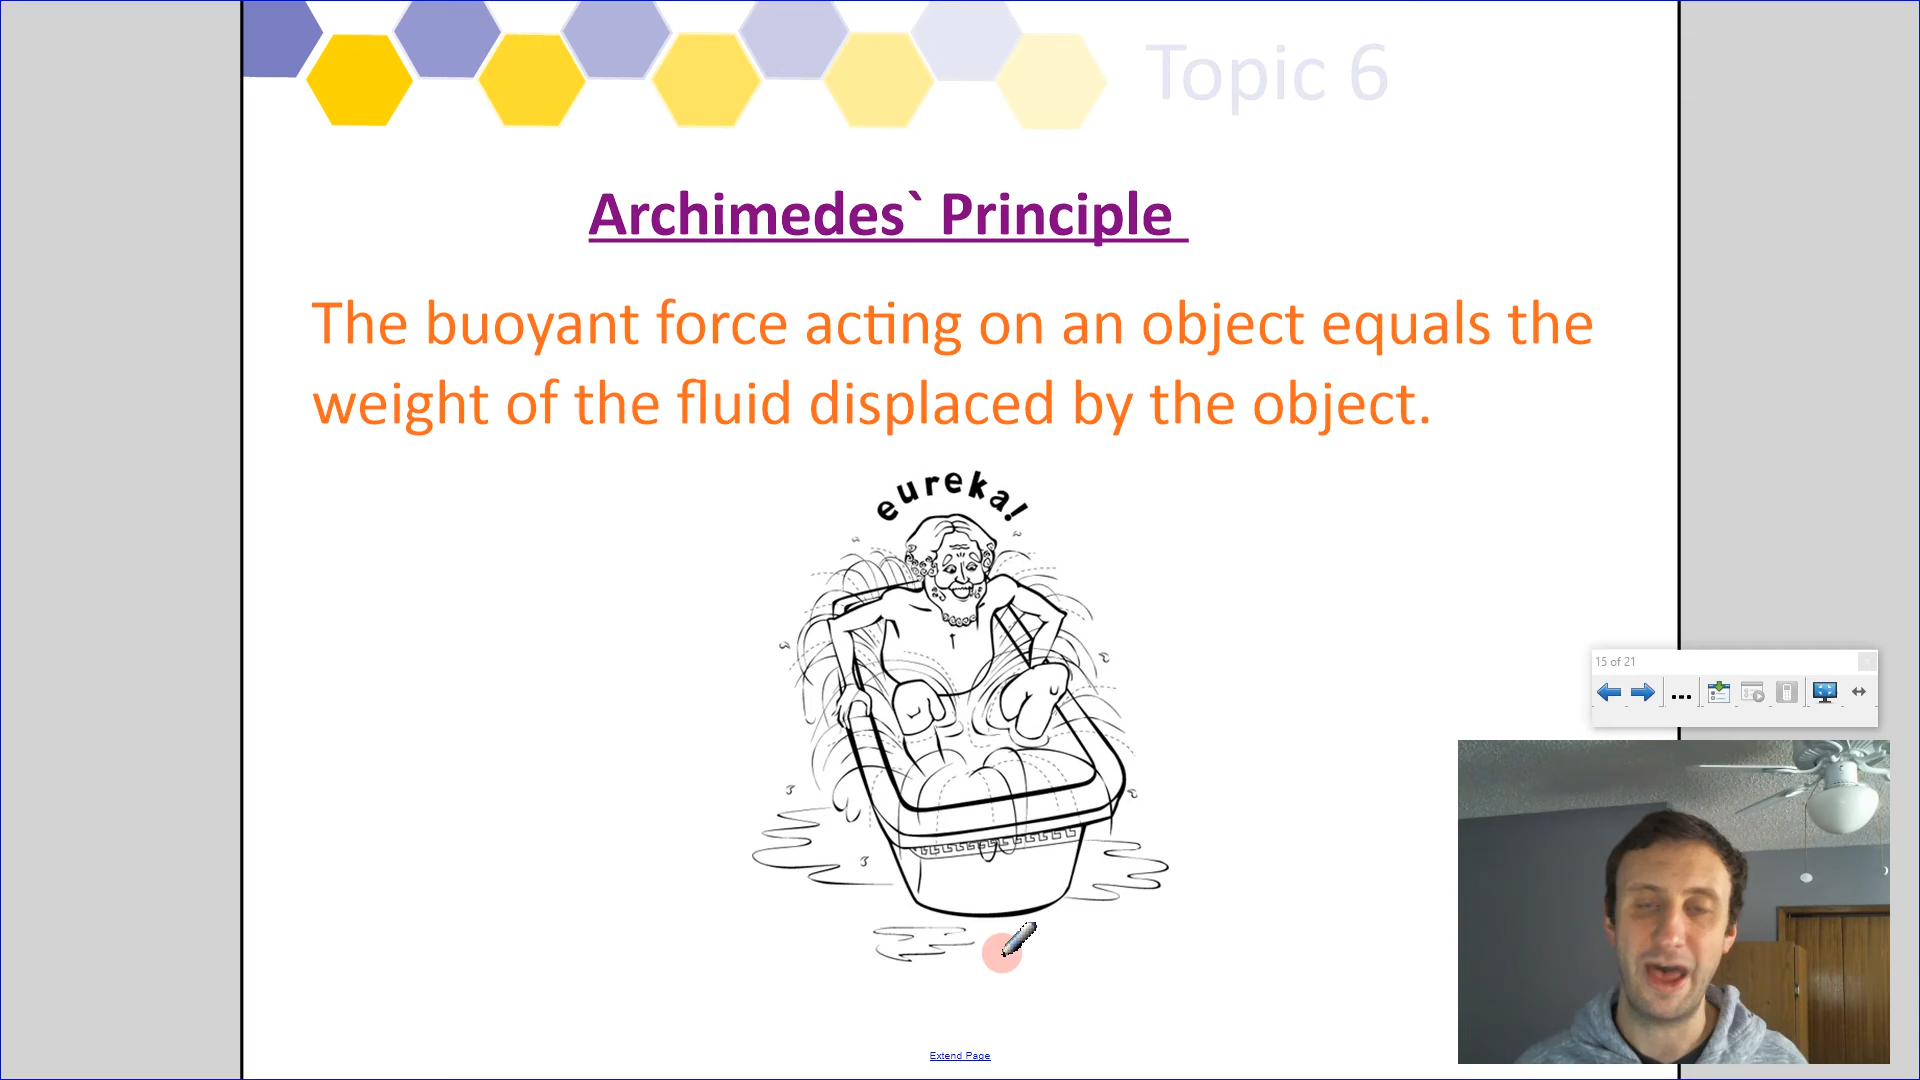 Topic 6
Archimedes` Principle
The buoyant force acting on an object equals the
weight of the fluid displaced by the object.
eureka!
15 of 21
Extend Page